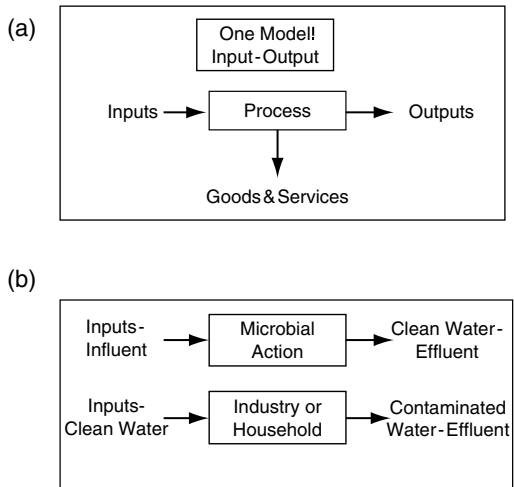 (a)
One Model!
Input-Output
Inputs
Process
Outputs
Goods & Services
(b)
Inputs-
Influent
Microbial
Action
Clean Water-
Effluent
Inputs-
Clean Water
Industry or
Household
Contaminated
Water-Effluent